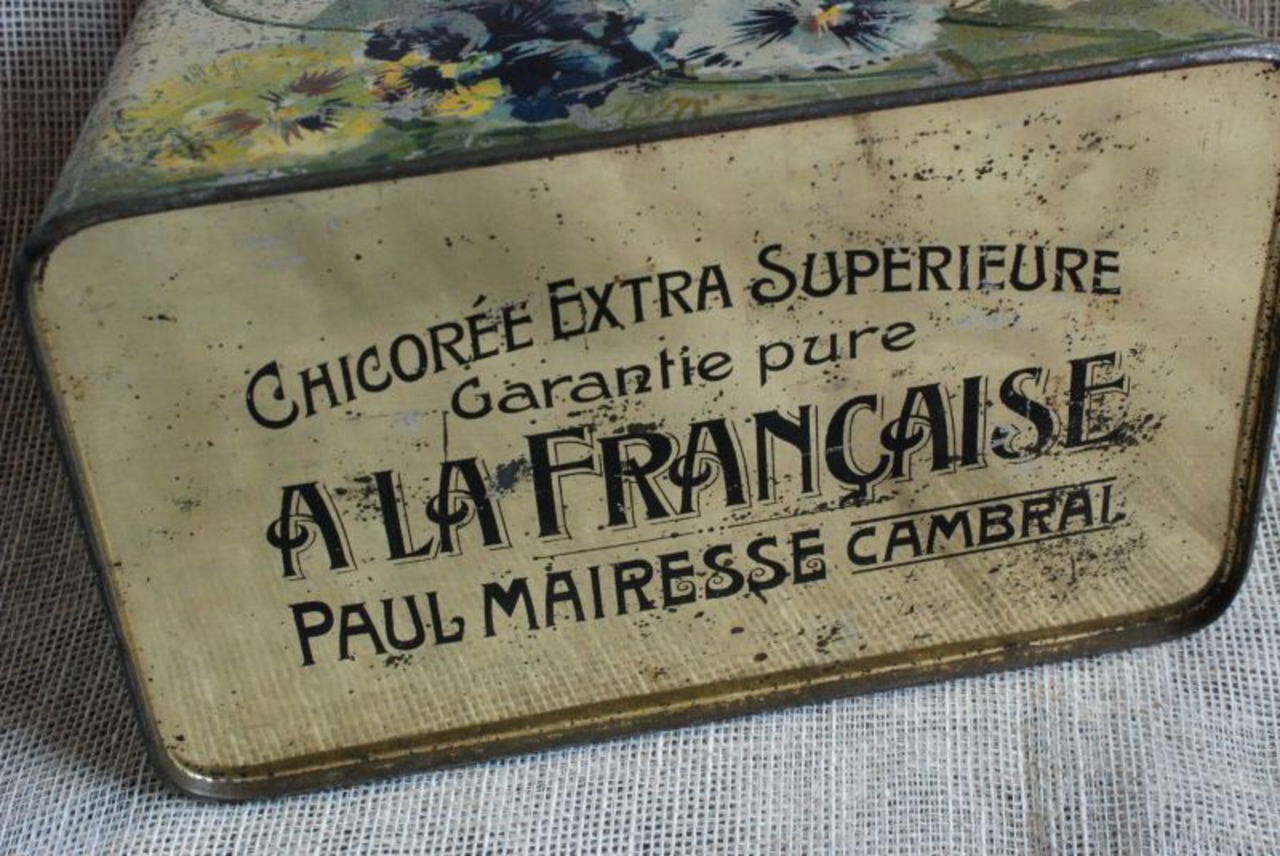 CHICORÉE EXTRA SUPERIEURE
Garantie pure
A LA FRANÇAISE
PAUL MAIRESSE CAMBRAI